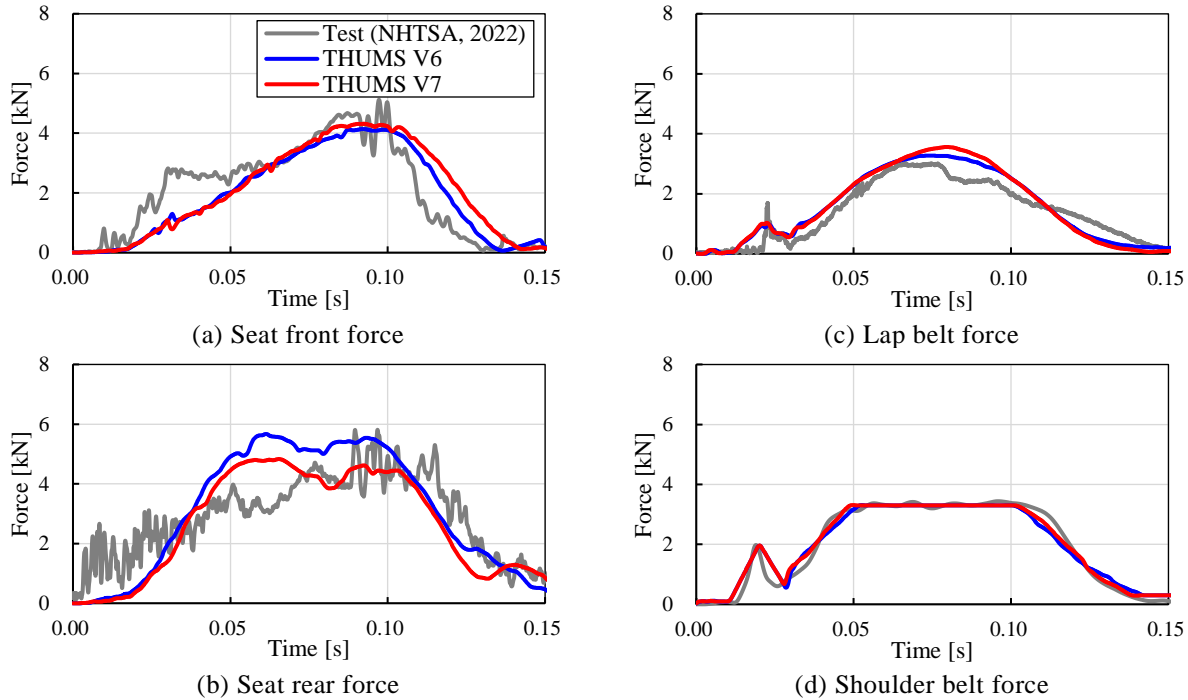 8
6
4
2
0
Force [kN]
Test (NHTSA, 2022)
THUMS V6
THUMS V7
0.00 0.05 0.10 0.15
Time [s]
(a) Seat front force
8
6
4
2
0
Force [kN]
0.00 0.05 0.10 0.15
Time [s]
(c) Lap belt force
8
6
4
2
0
Force [kN]
0.00 0.05 0.10 0.15
Time [s]
(b) Seat rear force
8
6
4
2
0
Force [kN]
0.00 0.05 0.10 0.15
Time [s]
(d) Shoulder belt force